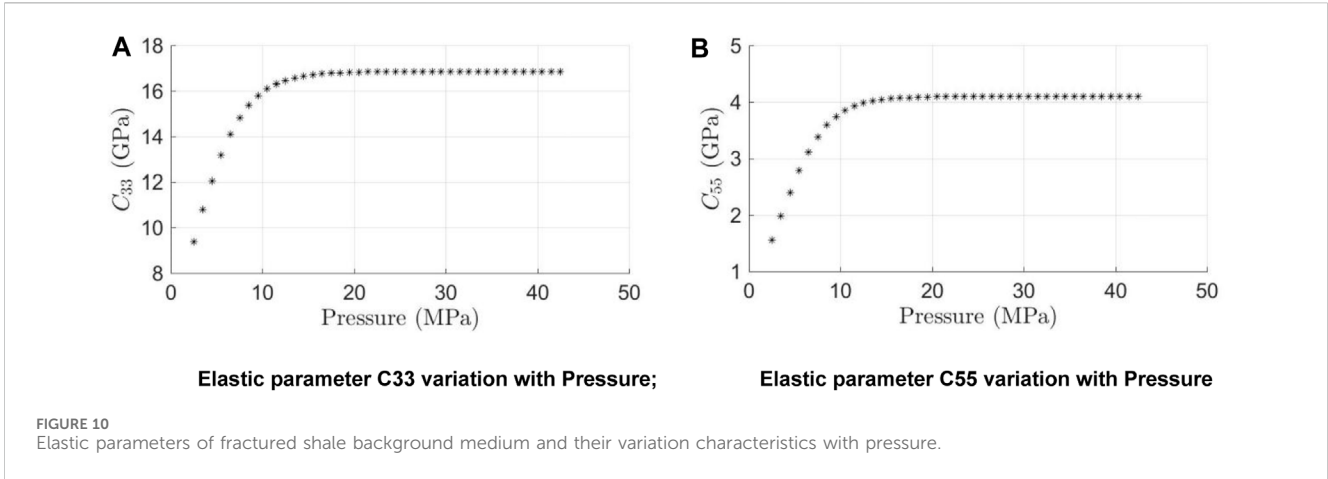 A
18
16
14
12
10
8
C33 (GPa)
0 10 20 30 40 50
Pressure (MPa)
B
5
4
3
2
1
C55 (GPa)
0 10 20 30 40 50
Pressure (MPa)
Elastic parameter C33 variation with Pressure;
Elastic parameter C55 variation with Pressure
FIGURE 10
Elastic parameters of fractured shale background medium and their variation characteristics with pressure.